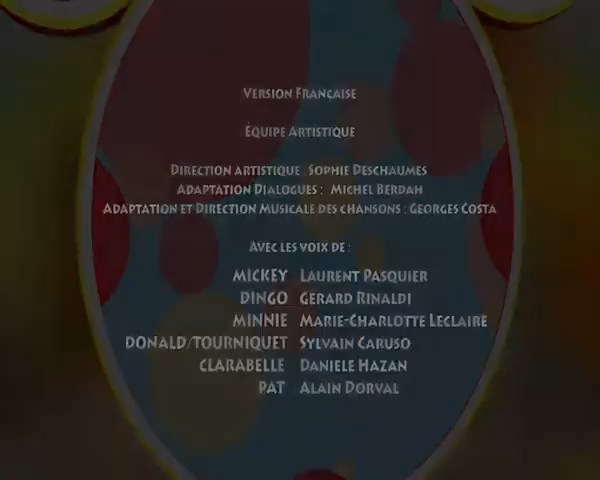 Version Française
Équipe Artistique
Direction artistique Sophie Deschaumes
Adaptation Dialogues : Michel Berdah
Adaptation et Direction Musicale des chansons : Georges Costa
Avec les voix de :
MICKEY Laurent Pasquier
DINGO Gerard Rinaldi
MINNIE Marie-Charlotte Leclaire
DONALD/TOURNIQUET Sylvain Caruso
CLARABELLE Daniele Hazan
PAT Alain Dorval